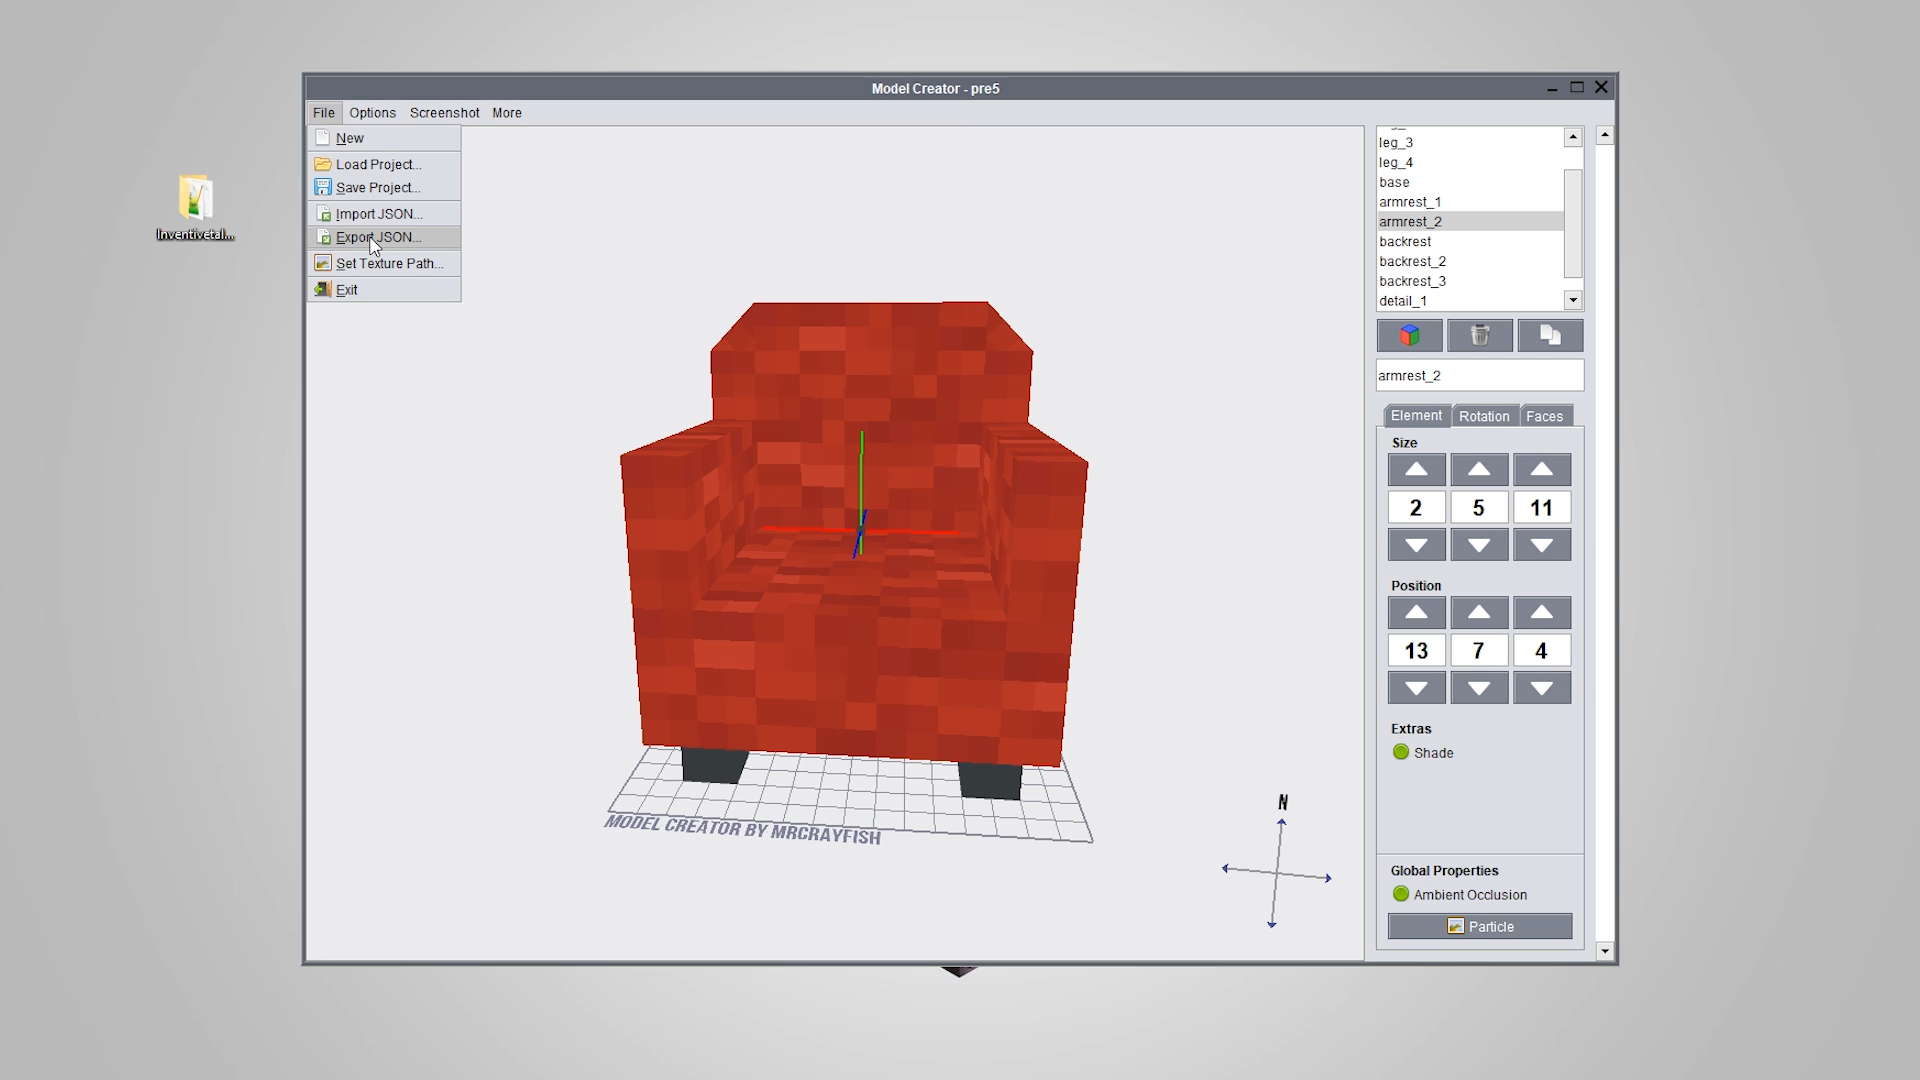 Model Creator - pre5
File Options Screenshot More
New
Load Project...
Save Project...
Import JSON...
Export JSON...
Set Texture Path...
Exit
Inventivetal...
leg_3
leg_4
base
armrest_1
armrest_2
backrest
backrest_2
backrest_3
detail_1
armrest_2
Element Rotation Faces
Size
2 5 11
Position
13 7 4
Extras
Shade
Global Properties
Ambient Occlusion
Particle
N
MODEL CREATOR BY MRCRAYFISH